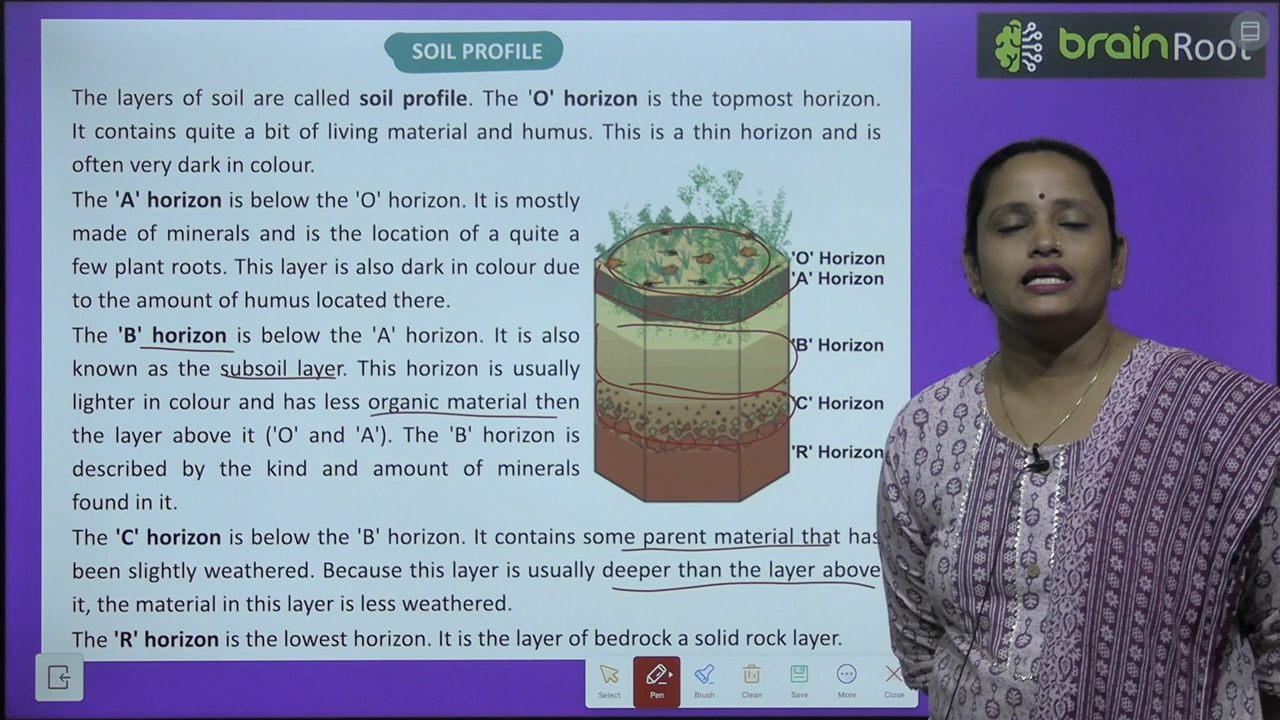 SOIL PROFILE
brainRoot
The layers of soil are called soil profile. The 'O' horizon is the topmost horizon.
It contains quite a bit of living material and humus. This is a thin horizon and is
often very dark in colour.
The 'A' horizon is below the 'O' horizon. It is mostly
made of minerals and is the location of a quite a
few plant roots. This layer is also dark in colour due
to the amount of humus located there.
The 'B' horizon is below the 'A' horizon. It is also
known as the subsoil layer. This horizon is usually
lighter in colour and has less organic material then
the layer above it ('O' and 'A'). The 'B' horizon is
described by the kind and amount of minerals
found in it.
'O' Horizon
'A' Horizon
'B' Horizon
'C' Horizon
'R' Horizon
The 'C' horizon is below the 'B' horizon. It contains some parent material that has
been slightly weathered. Because this layer is usually deeper than the layer above
it, the material in this layer is less weathered.
The 'R' horizon is the lowest horizon. It is the layer of bedrock a solid rock layer.
Select
Pen
Brush
Clean
Save
More
Close